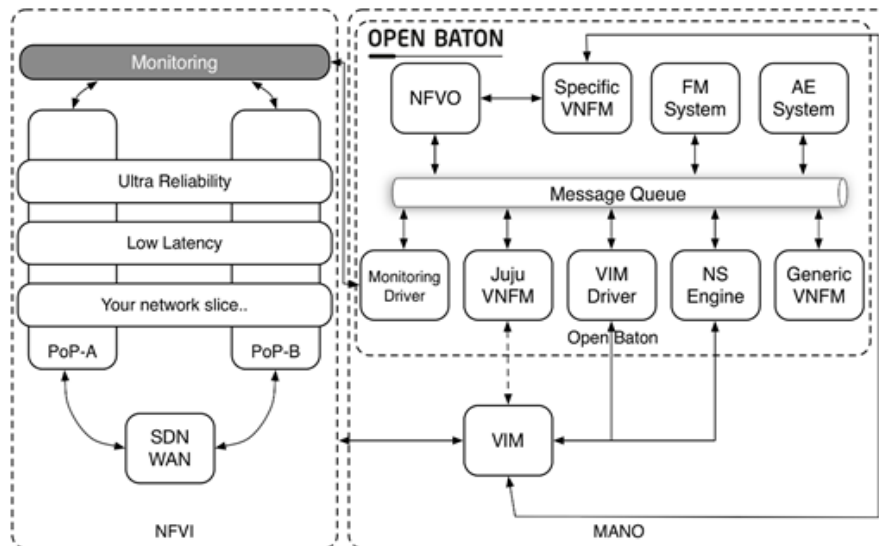 OPEN BATON
Monitoring
NFVO
Specific
VNFM
FM
System
AE
System
Ultra Reliability
Message Queue
Low Latency
Monitoring
Driver
Juju
VNFM
VIM
Driver
NS
Engine
Generic
VNFM
Your network slice..
Open Baton
PoP-A
PoP-B
SDN
WAN
VIM
NFVI
MANO